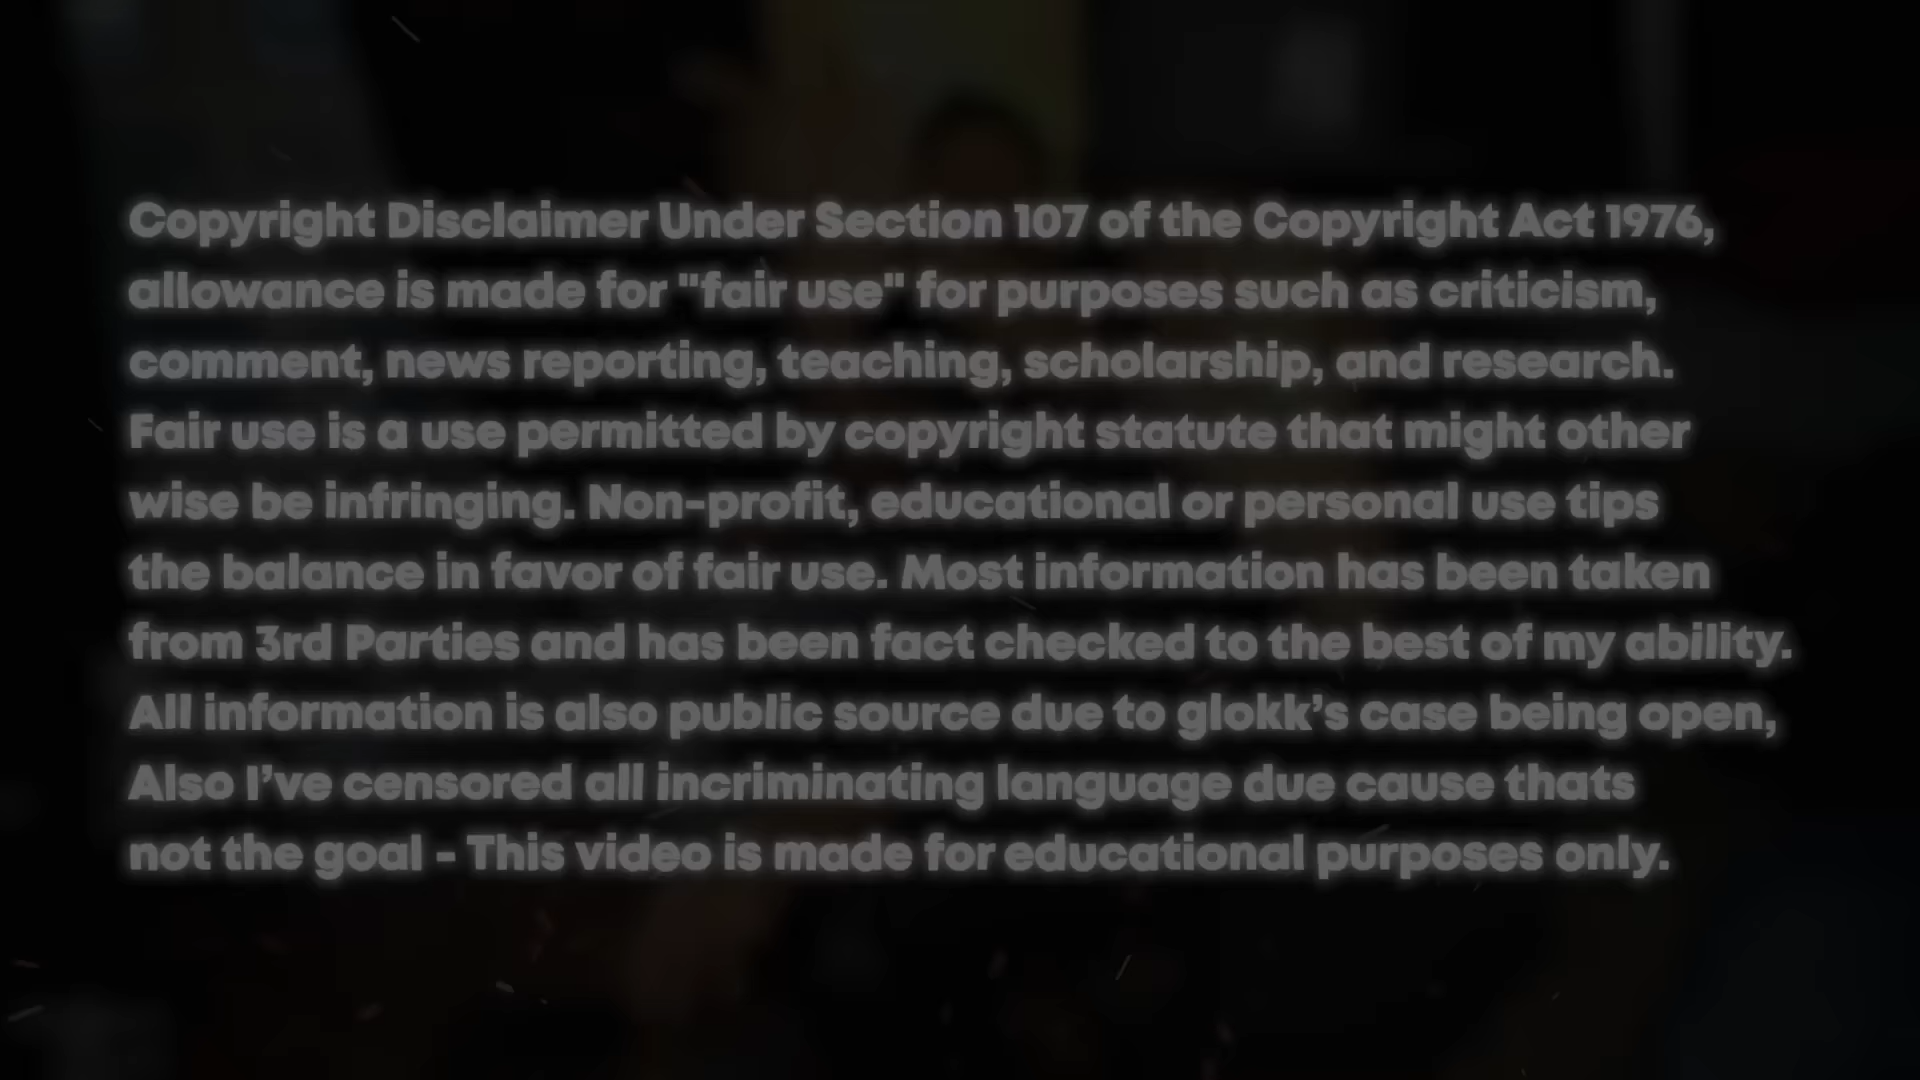 Copyright Disclaimer Under Section 107 of the Copyright Act 1976,
allowance is made for "fair use" for purposes such as criticism,
comment, news reporting, teaching, scholarship, and research.
Fair use is a use permitted by copyright statute that might other
wise be infringing. Non-profit, educational or personal use tips
the balance in favor of fair use. Most information has been taken
from 3rd Parties and has been fact checked to the best of my ability.
All information is also public source due to glokk’s case being open,
Also I’ve censored all incriminating language due cause thats
not the goal - This video is made for educational purposes only.